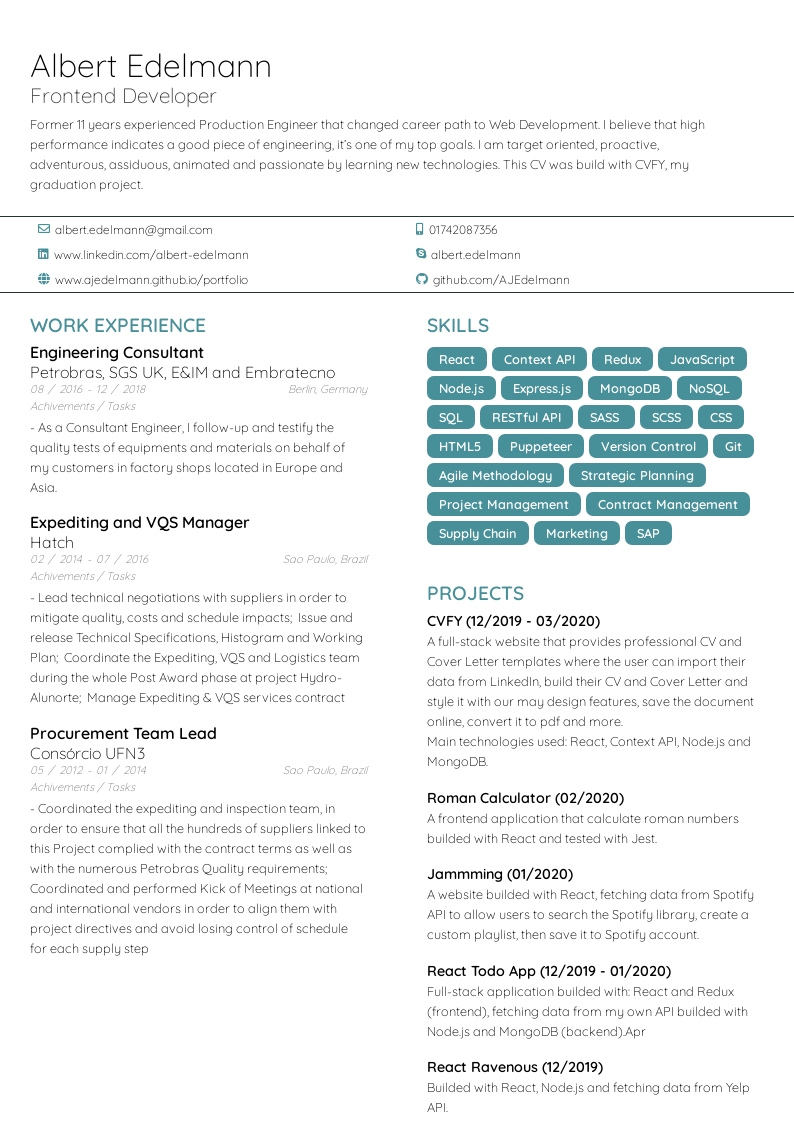 Albert Edelmann
Frontend Developer
Former 11 years experienced Production Engineer that changed career path to Web Development. I believe that high
performance indicates a good piece of engineering, it's one of my top goals. I am target oriented, proactive,
adventurous, assiduous, animated and passionate by learning new technologies. This CV was build with CVFY, my
graduation project.
albert.edelmann@gmail.com
01742087356
www.linkedin.com/albert-edelmann
albert.edelmann
www.ajedelmann.github.io/portfolio
github.com/AJEdelmann
WORK EXPERIENCE
Engineering Consultant
Petrobras, SGS UK, E&IM and Embratecno
08 / 2016 - 12 / 2018 Berlin, Germany
Achivements / Tasks
- As a Consultant Engineer, I follow-up and testify the
quality tests of equipments and materials on behalf of
my customers in factory shops located in Europe and
Asia.
Expediting and VQS Manager
Hatch
02 / 2014 - 07 / 2016 Sao Paulo, Brazil
Achivements / Tasks
- Lead technical negotiations with suppliers in order to
mitigate quality, costs and schedule impacts; Issue and
release Technical Specifications, Histogram and Working
Plan; Coordinate the Expediting, VQS and Logistics team
during the whole Post Award phase at project Hydro-
Alunorte; Manage Expediting & VQS services contract
Procurement Team Lead
Consórcio UFN3
05 / 2012 - 01 / 2014 Sao Paulo, Brazil
Achivements / Tasks
- Coordinated the expediting and inspection team, in
order to ensure that all the hundreds of suppliers linked to
this Project complied with the contract terms as well as
with the numerous Petrobras Quality requirements;
Coordinated and performed Kick of Meetings at national
and international vendors in order to align them with
project directives and avoid losing control of schedule
for each supply step
SKILLS
React Context API Redux JavaScript
Node.js Express.js MongoDB NoSQL
SQL RESTful API SASS SCSS CSS
HTML5 Puppeteer Version Control Git
Agile Methodology Strategic Planning
Project Management Contract Management
Supply Chain Marketing SAP
PROJECTS
CVFY (12/2019 - 03/2020)
A full-stack website that provides professional CV and
Cover Letter templates where the user can import their
data from LinkedIn, build their CV and Cover Letter and
style it with our may design features, save the document
online, convert it to pdf and more.
Main technologies used: React, Context API, Node.js and
MongoDB.
Roman Calculator (02/2020)
A frontend application that calculate roman numbers
builded with React and tested with Jest.
Jammming (01/2020)
A website builded with React, fetching data from Spotify
API to allow users to search the Spotify library, create a
custom playlist, then save it to Spotify account.
React Todo App (12/2019 - 01/2020)
Full-stack application builded with: React and Redux
(frontend), fetching data from my own API builded with
Node.js and MongoDB (backend).Apr
React Ravenous (12/2019)
Builded with React, Node.js and fetching data from Yelp
API.